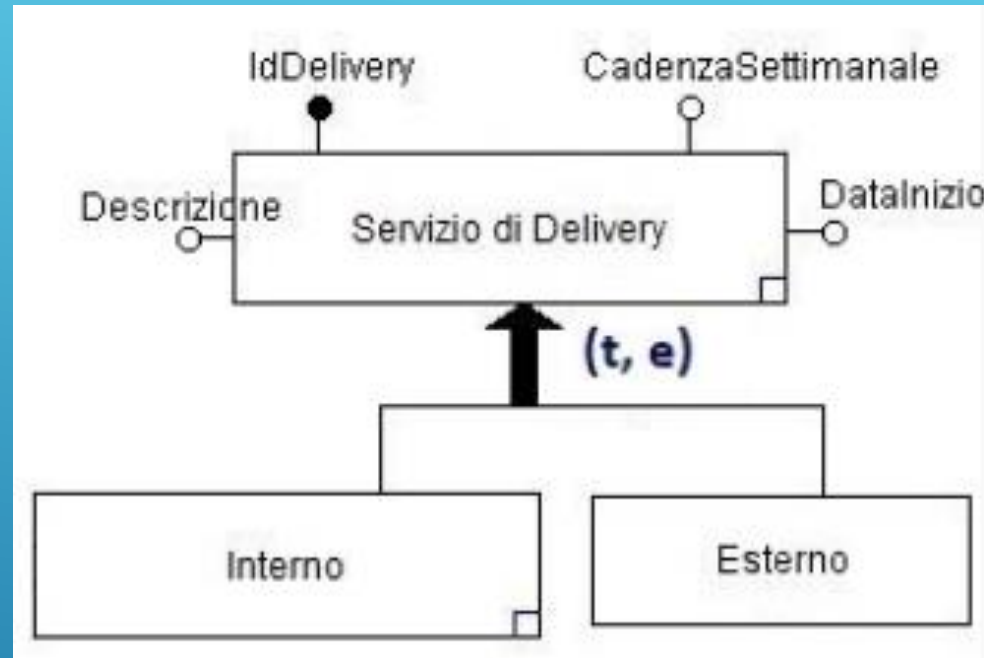 IdDelivery
CadenzaSettimanale
Descrizione
DataInizio
Servizio di Delivery
(t, e)
Interno
Esterno